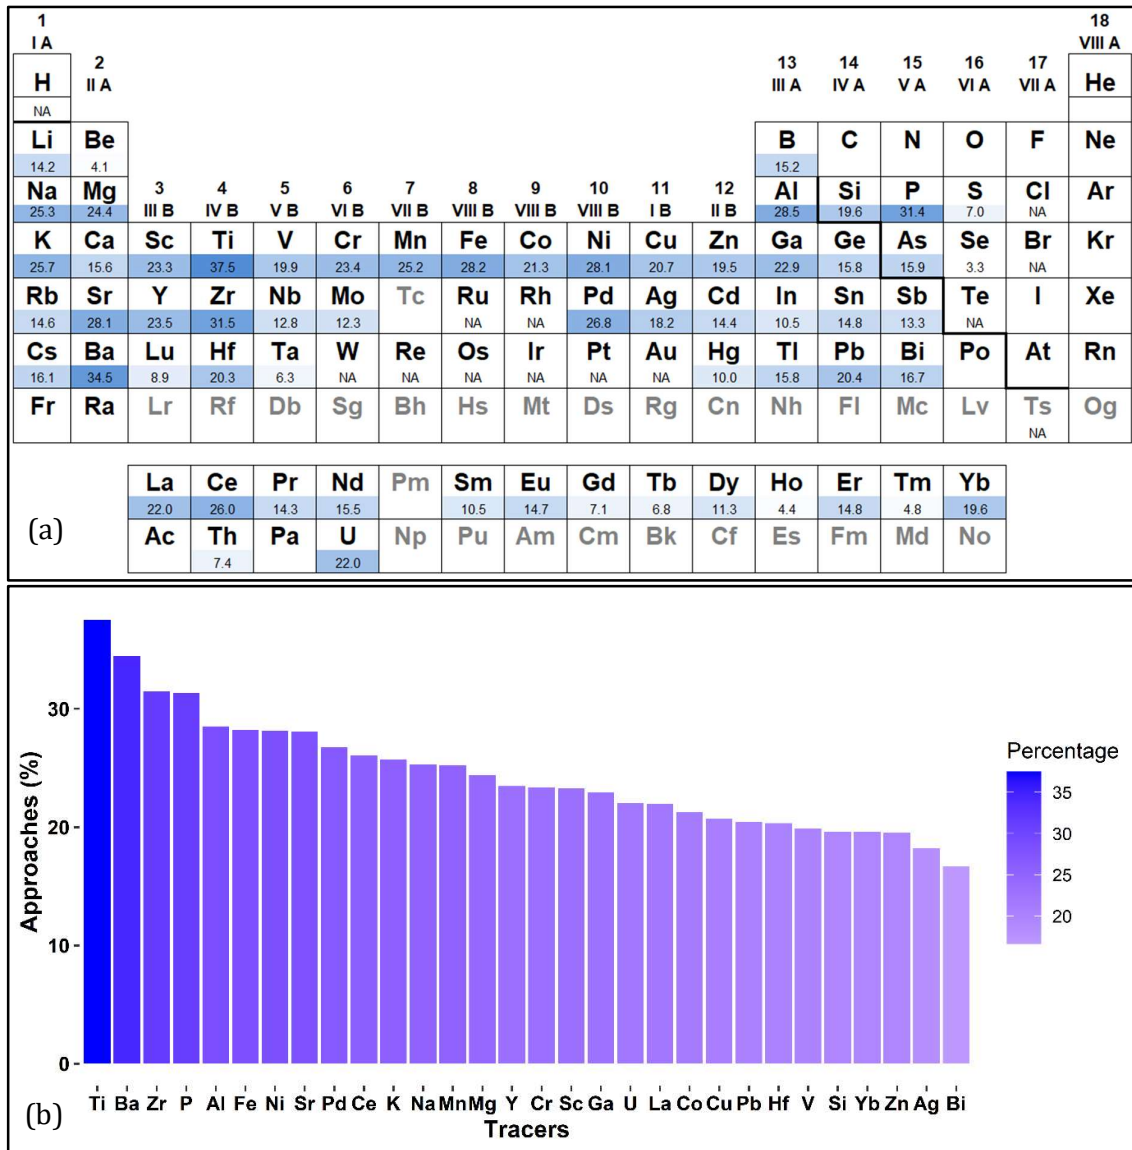 1 18
I A VIII A
2 13 14 15 16 17
H II A III A IV A V A VI A VII A He
NA
Li Be B C N O F Ne
14.2 4.1 15.2
Na Mg 3 4 5 6 7 8 9 10 11 12 Al Si P S Cl Ar
25.3 24.4 III B IV B V B VI B VII B VIII B VIII B VIII B I B II B 28.5 19.6 31.4 7.0 NA
K Ca Sc Ti V Cr Mn Fe Co Ni Cu Zn Ga Ge As Se Br Kr
25.7 15.6 23.3 37.5 19.9 23.4 25.2 28.2 21.3 28.1 20.7 19.5 22.9 15.8 15.9 3.3 NA
Rb Sr Y Zr Nb Mo Tc Ru Rh Pd Ag Cd In Sn Sb Te I Xe
14.6 28.1 23.5 31.5 12.8 12.3 NA NA 26.8 18.2 14.4 10.5 14.8 13.3 NA
Cs Ba Lu Hf Ta W Re Os Ir Pt Au Hg Tl Pb Bi Po At Rn
16.1 34.5 8.9 20.3 6.3 NA NA NA NA NA NA 10.0 15.8 20.4 16.7
Fr Ra Lr Rf Db Sg Bh Hs Mt Ds Rg Cn Nh Fl Mc Lv Ts Og
NA
La Ce Pr Nd Pm Sm Eu Gd Tb Dy Ho Er Tm Yb
22.0 26.0 14.3 15.5 10.5 14.7 7.1 6.8 11.3 4.4 14.8 4.8 19.6
Ac Th Pa U Np Pu Am Cm Bk Cf Es Fm Md No
7.4 22.0
(a)
Approaches (%)
30
20
10
0
Ti Ba Zr P Al Fe Ni Sr Pd Ce K Na Mn Mg Y Cr Sc Ga U La Co Cu Pb Hf V Si Yb Zn Ag Bi
Tracers
(b)
Percentage
35
30
25
20